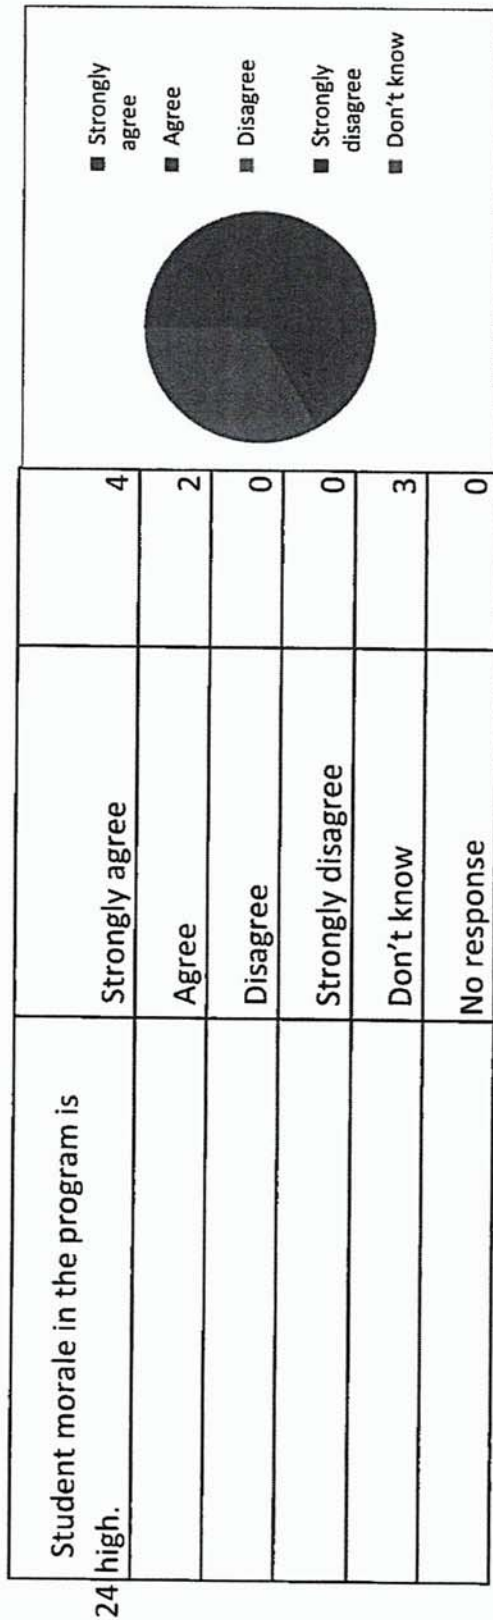 Student morale in the program is
24 high.
Strongly agree 4
Agree 2
Disagree 0
Strongly disagree 0
Don't know 3
No response 0
Strongly
agree
Agree
Disagree
Strongly
disagree
Don't know